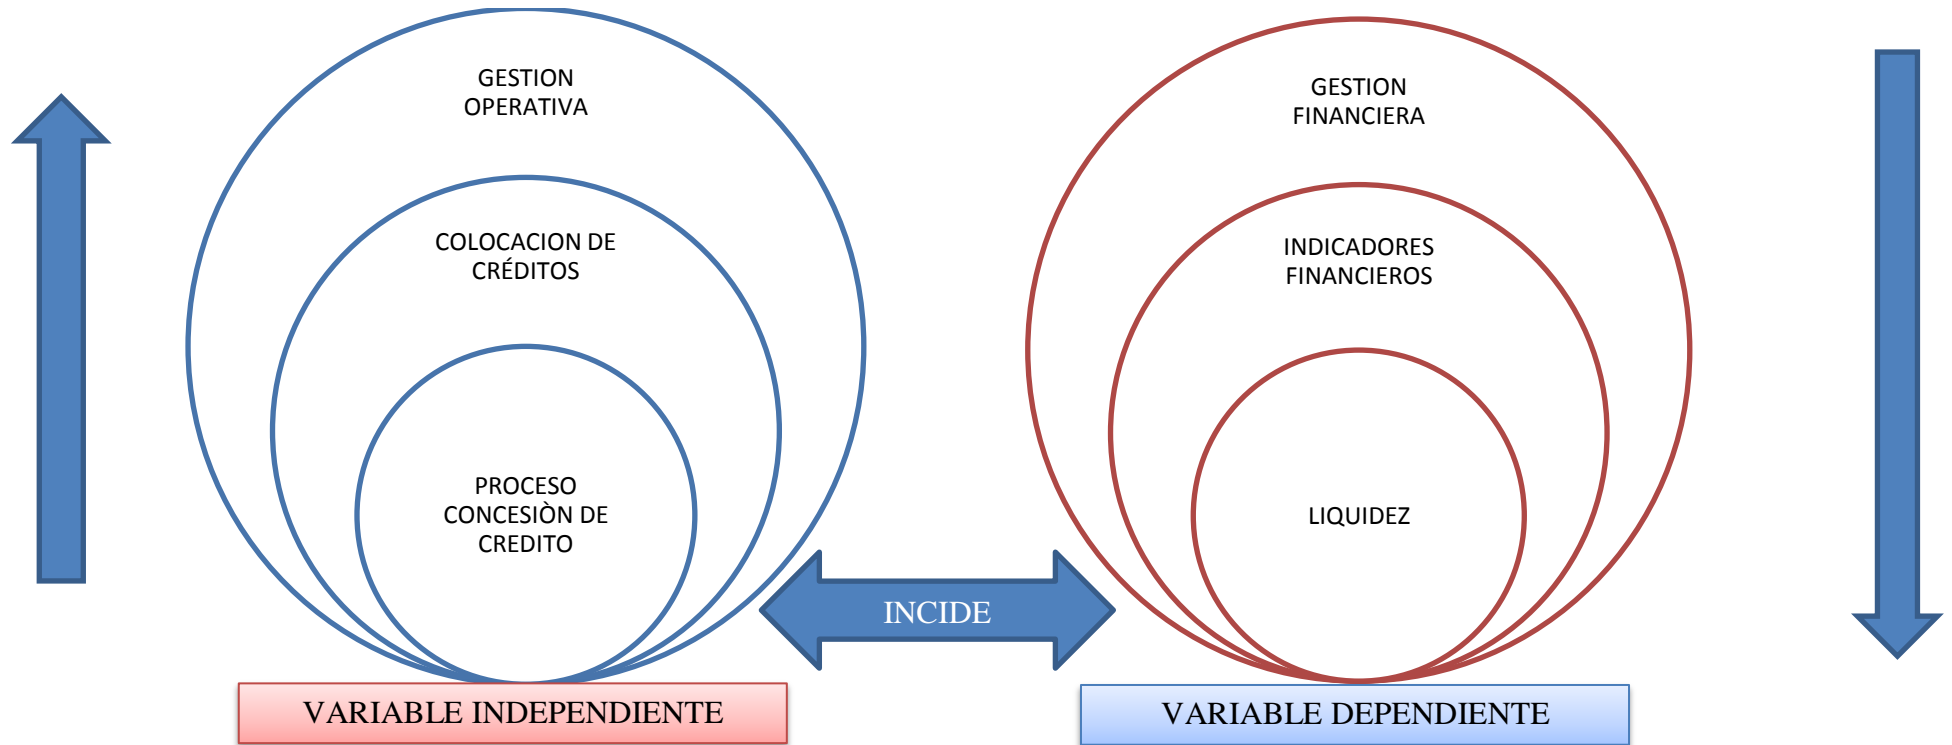 GESTION
OPERATIVA
COLOCACION DE
CRÉDITOS
PROCESO
CONCESIÒN DE
CREDITO
VARIABLE INDEPENDIENTE
INCIDE
GESTION
FINANCIERA
INDICADORES
FINANCIEROS
LIQUIDEZ
VARIABLE DEPENDIENTE